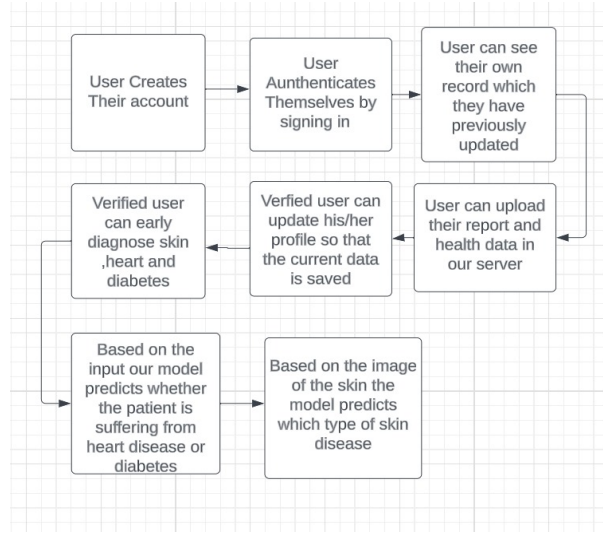 User Creates
Their account
User
Aunthenticates
Themselves by
signing in
User can see
their own
record which
they have
previously
updated
Verified user
can early
diagnose skin
,heart and
diabetes
Verfied user can
update his/her
profile so that
the current data
is saved
User can upload
their report and
health data in
our server
Based on the
input our model
predicts whether
the patient is
suffering from
heart disease or
diabetes
Based on the image
of the skin the
model predicts
which type of skin
disease